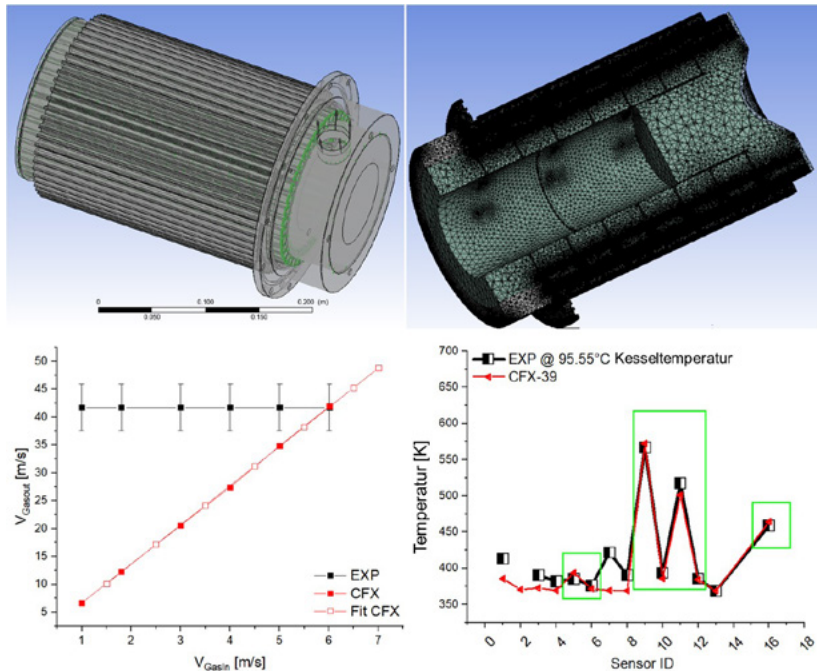 0
0.100
0.200 (m)
0.050
0.150
50
45
40
35
30
25
20
15
10
5
V_Gasout [m/s]
EXP
CFX
Fit CFX
1 2 3 4 5 6 7
V_GasIn [m/s]
700
650
600
550
500
450
400
350
Temperatur [K]
EXP @ 95.55°C Kesseltemperatur
CFX-39
0 2 4 6 8 10 12 14 16 18
Sensor ID